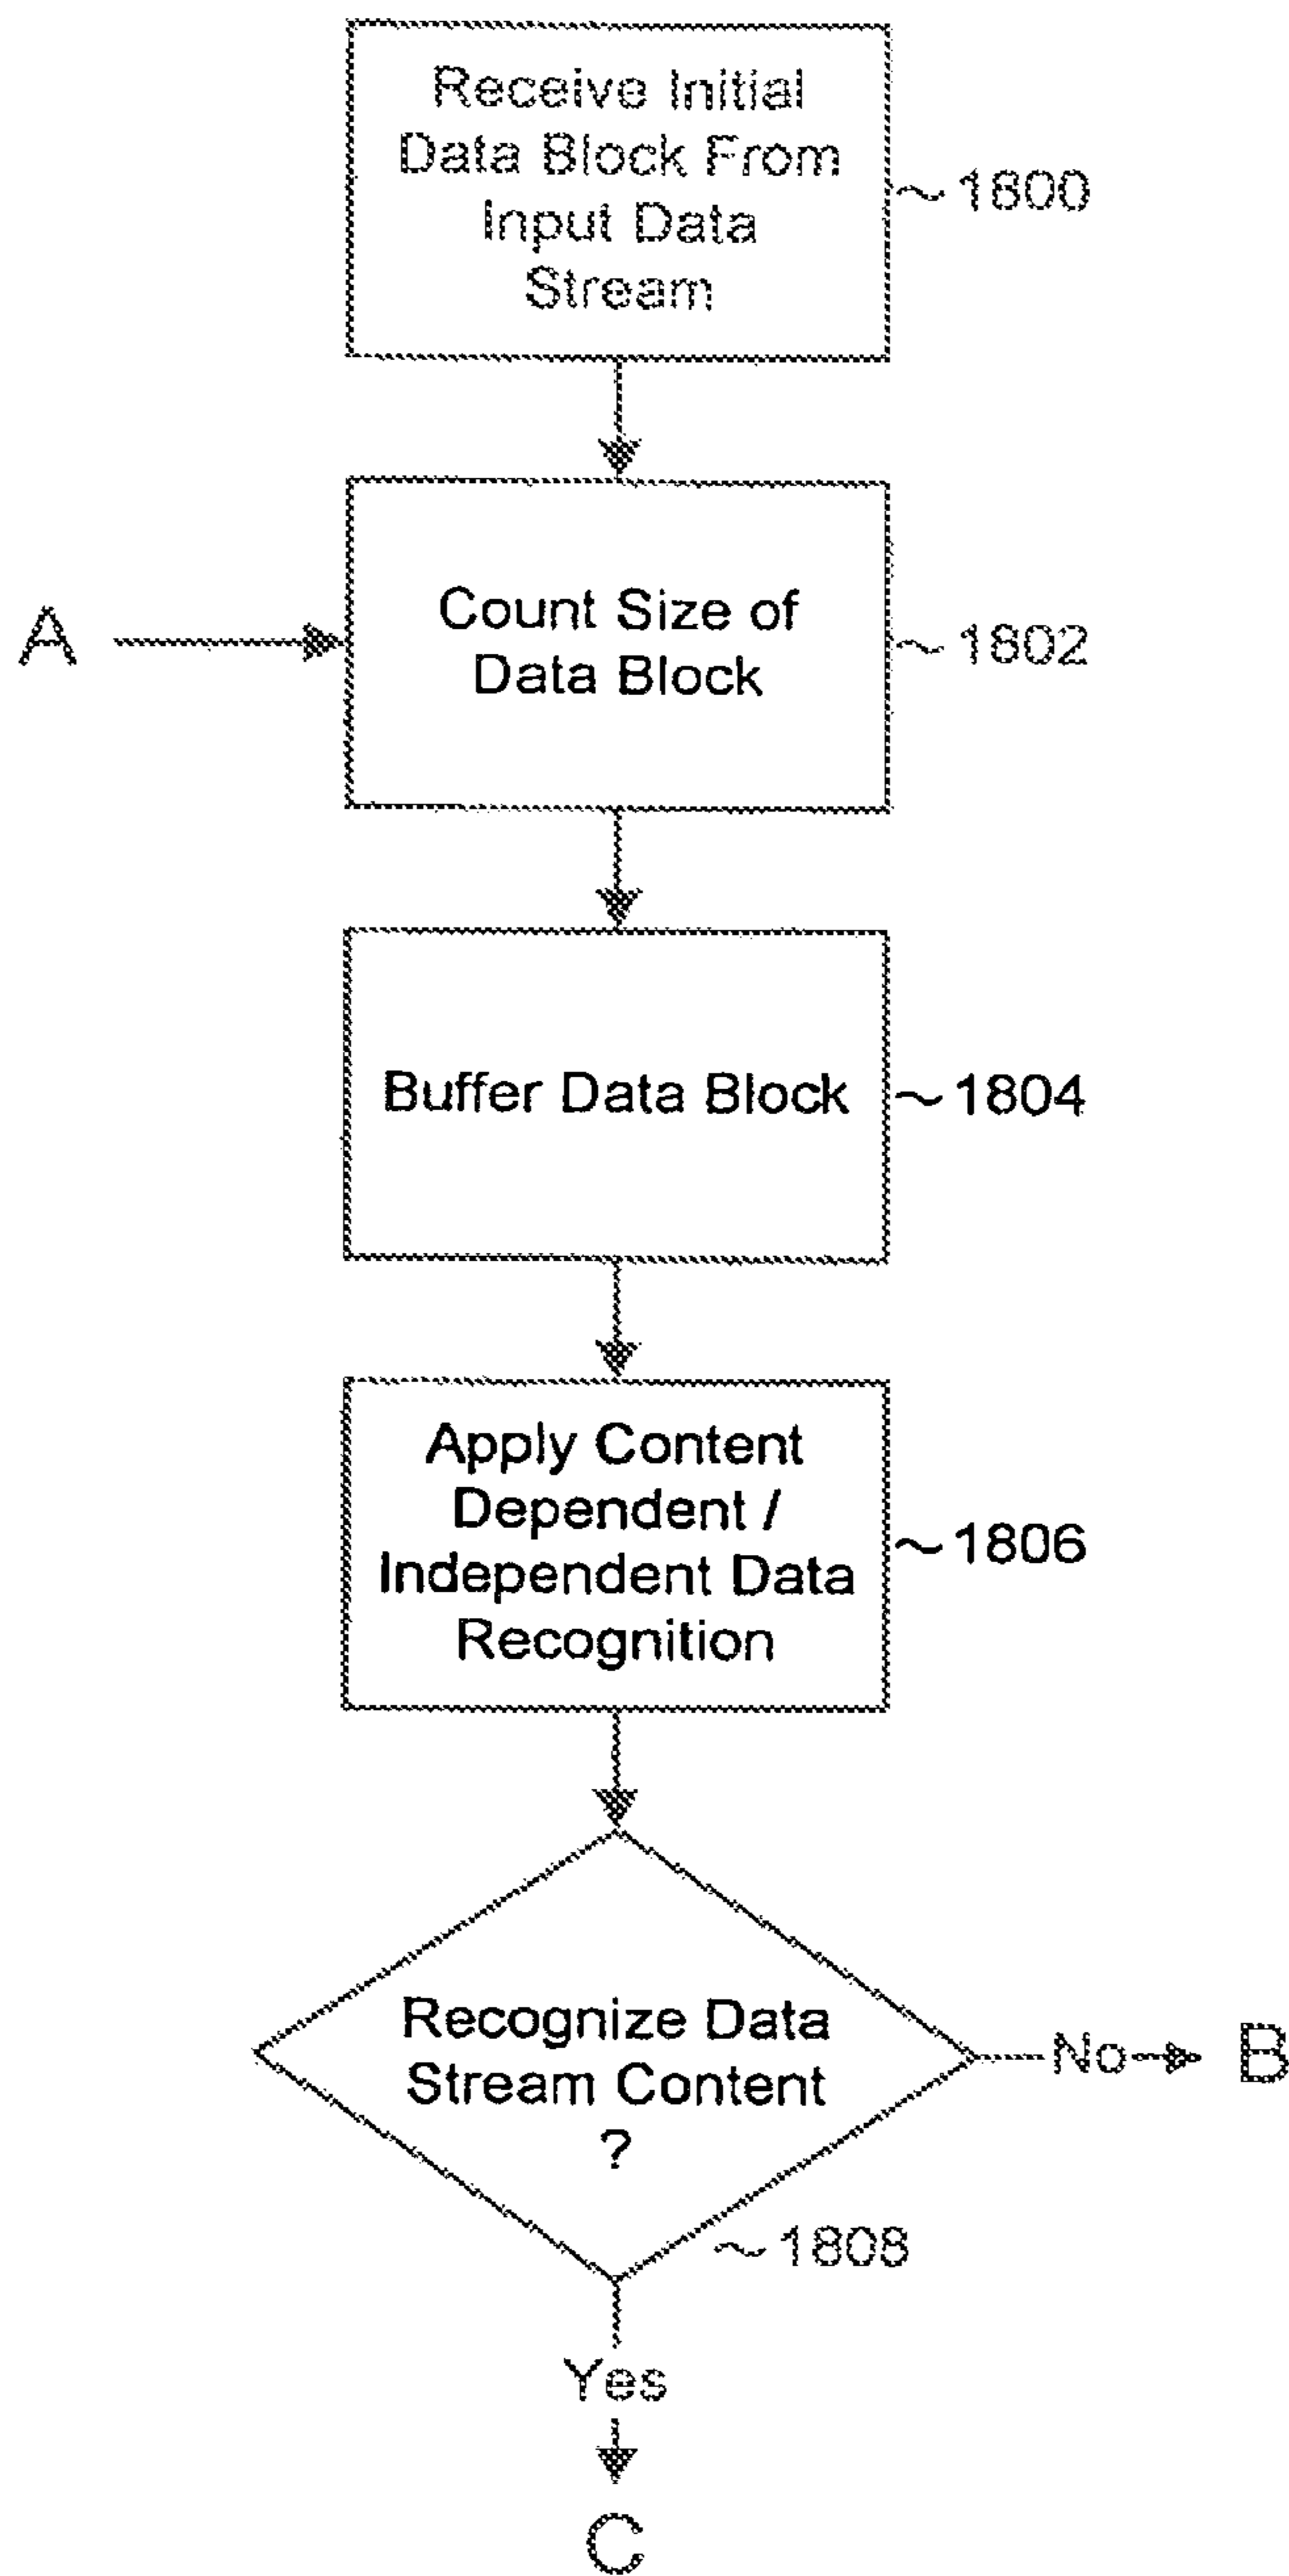 Receive Initial
Data Block From
Input Data
Stream
~1800
A
Count Size of
Data Block
~1802
Buffer Data Block
~1804
Apply Content
Dependent /
Independent Data
Recognition
~1806
Recognize Data
Stream Content
?
No
B
~1808
Yes
C